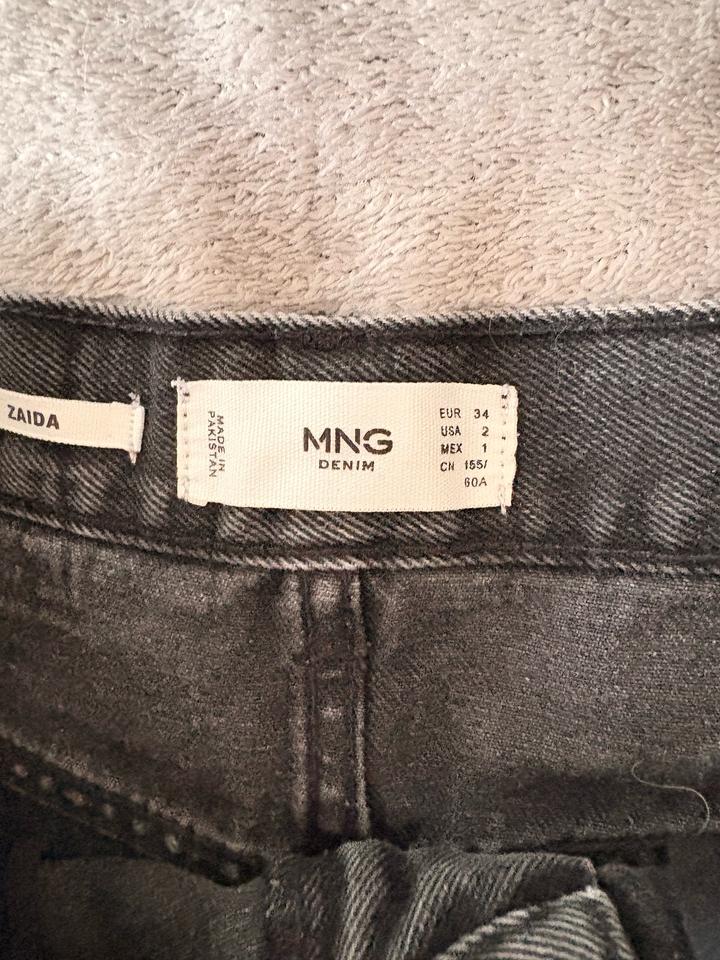 ZAIDA
MADE IN
PAKISTAN
MNG
DENIM
EUR 34
USA 2
MEX 1
CN 155/
60A